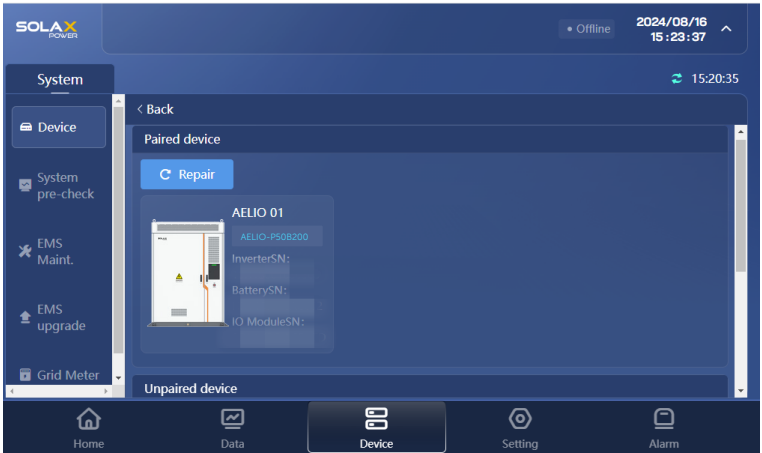 SOLAX
POWER
• Offline
2024/08/16
15:23:37
System
15:20:35
Device
System
pre-check
EMS
Maint.
EMS
upgrade
Grid Meter
< Back
Paired device
Repair
AELIO 01
AELIO-P50B200
InverterSN:
BatterySN:
IO ModuleSN:
Unpaired device
Home
Data
Device
Setting
Alarm